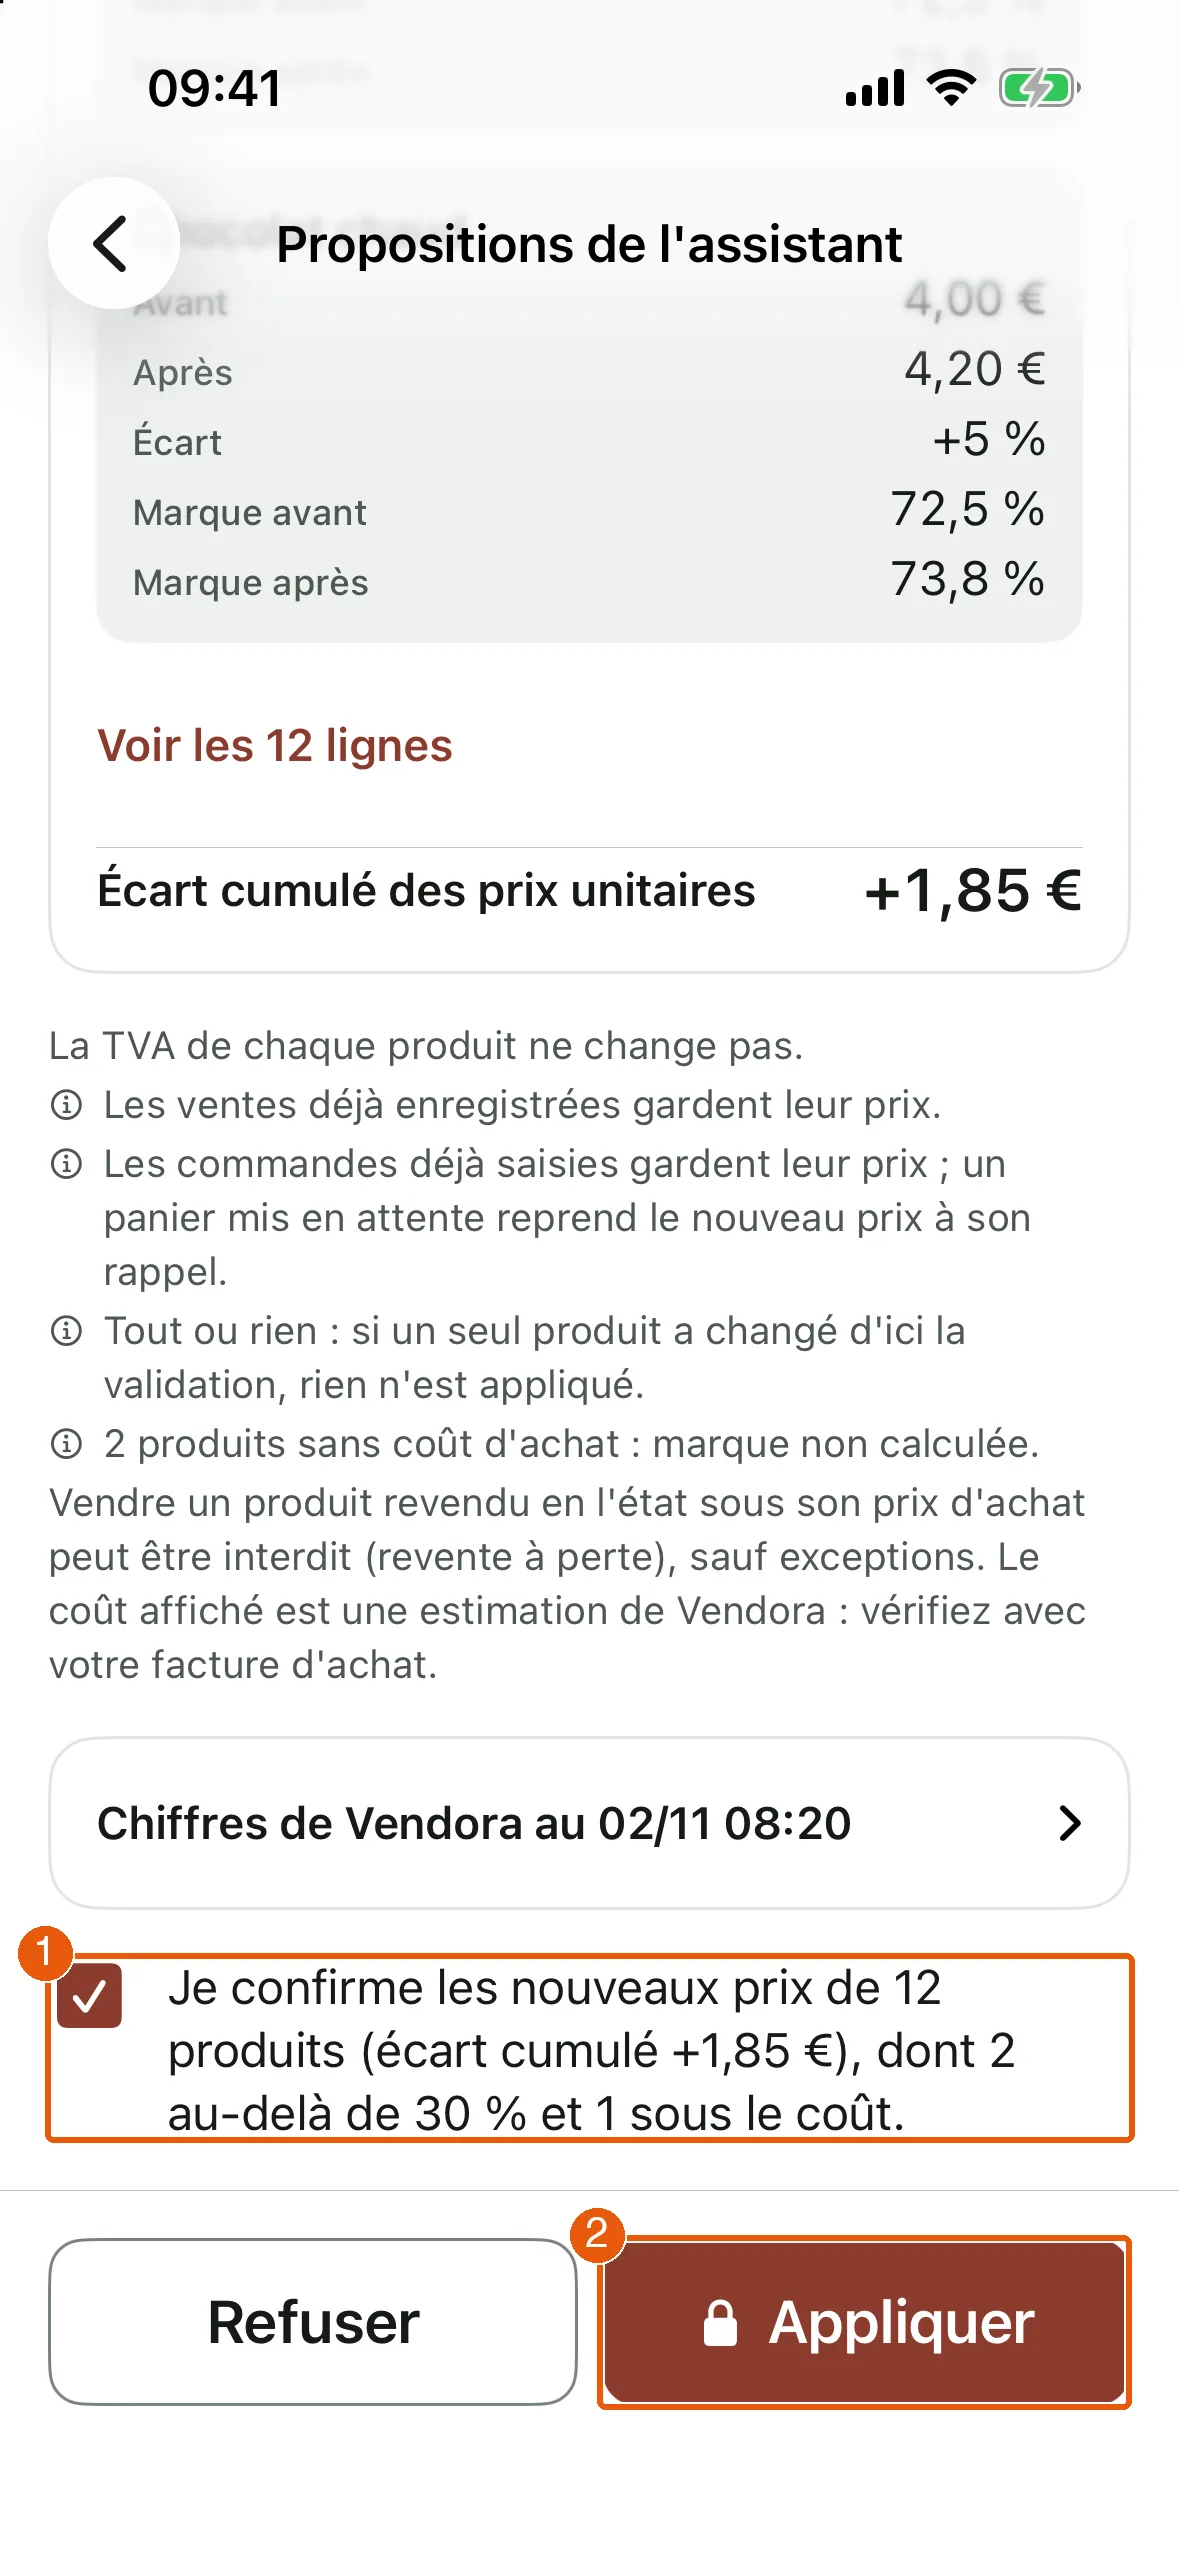 09:41
Propositions de l'assistant
Avant 4,00 €
Après 4,20 €
Écart +5 %
Marque avant 72,5 %
Marque après 73,8 %
Voir les 12 lignes
Écart cumulé des prix unitaires +1,85 €
La TVA de chaque produit ne change pas.
Les ventes déjà enregistrées gardent leur prix.
Les commandes déjà saisies gardent leur prix ; un
panier mis en attente reprend le nouveau prix à son
rappel.
Tout ou rien : si un seul produit a changé d'ici la
validation, rien n'est appliqué.
2 produits sans coût d'achat : marque non calculée.
Vendre un produit revendu en l'état sous son prix d'achat
peut être interdit (revente à perte), sauf exceptions. Le
coût affiché est une estimation de Vendora : vérifiez avec
votre facture d'achat.
Chiffres de Vendora au 02/11 08:20
1
Je confirme les nouveaux prix de 12
produits (écart cumulé +1,85 €), dont 2
au-delà de 30 % et 1 sous le coût.
2
Refuser
Appliquer